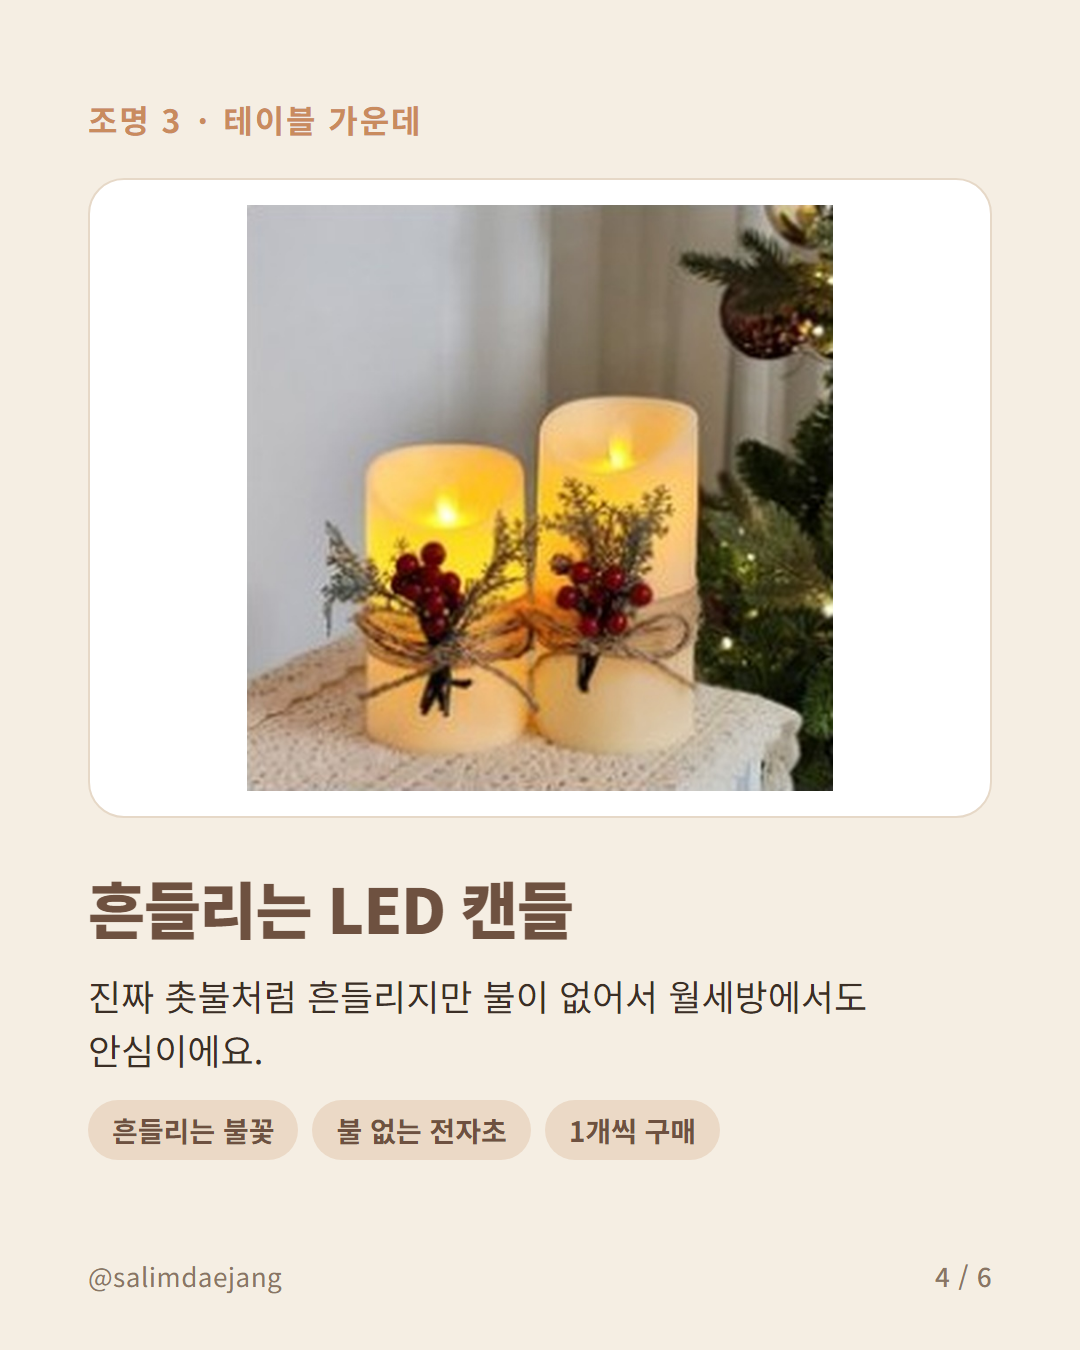 조명 3 · 테이블 가운데
흔들리는 LED 캔들
진짜 촛불처럼 흔들리지만 불이 없어서 월세방에서도
안심이에요.
흔들리는 불꽃 불 없는 전자초 1개씩 구매
@salimdaejang 4 / 6